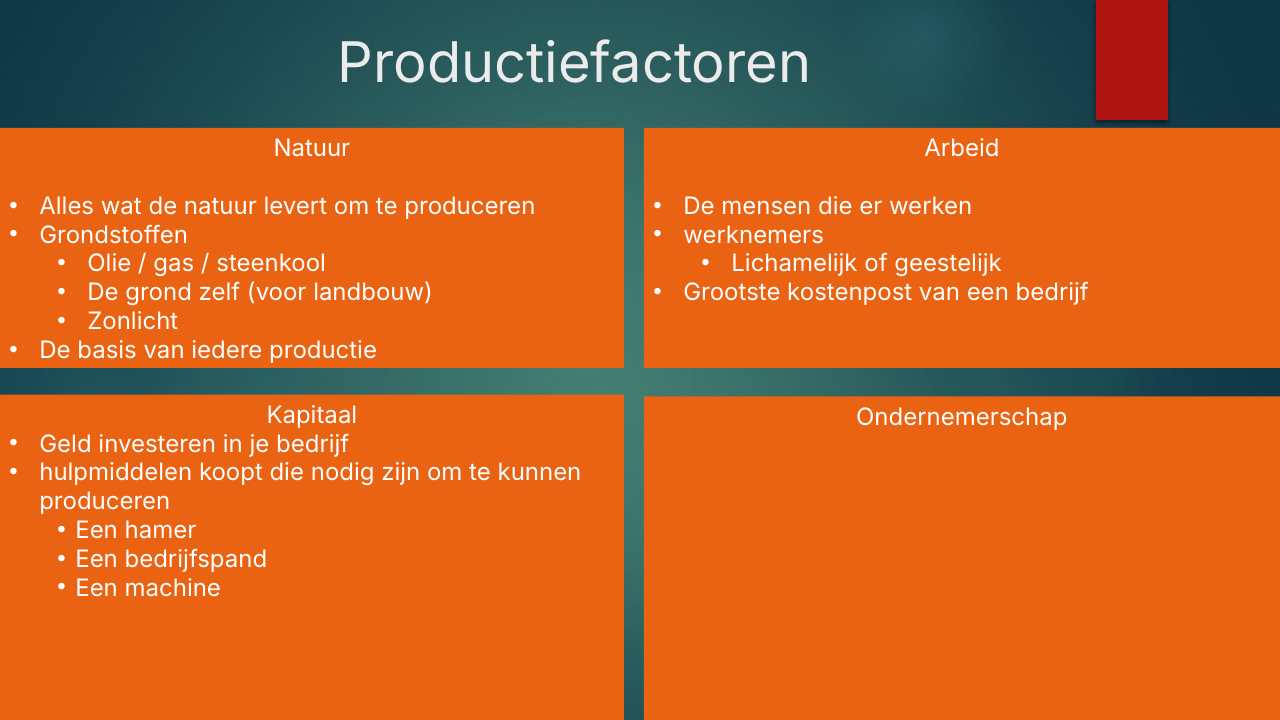 Productiefactoren
Natuur
• Alles wat de natuur levert om te produceren
• Grondstoffen
• Olie / gas / steenkool
• De grond zelf (voor landbouw)
• Zonlicht
• De basis van iedere productie
Arbeid
• De mensen die er werken
• werknemers
• Lichamelijk of geestelijk
• Grootste kostenpost van een bedrijf
Kapitaal
• Geld investeren in je bedrijf
• hulpmiddelen koopt die nodig zijn om te kunnen
produceren
• Een hamer
• Een bedrijfspand
• Een machine
Ondernemerschap